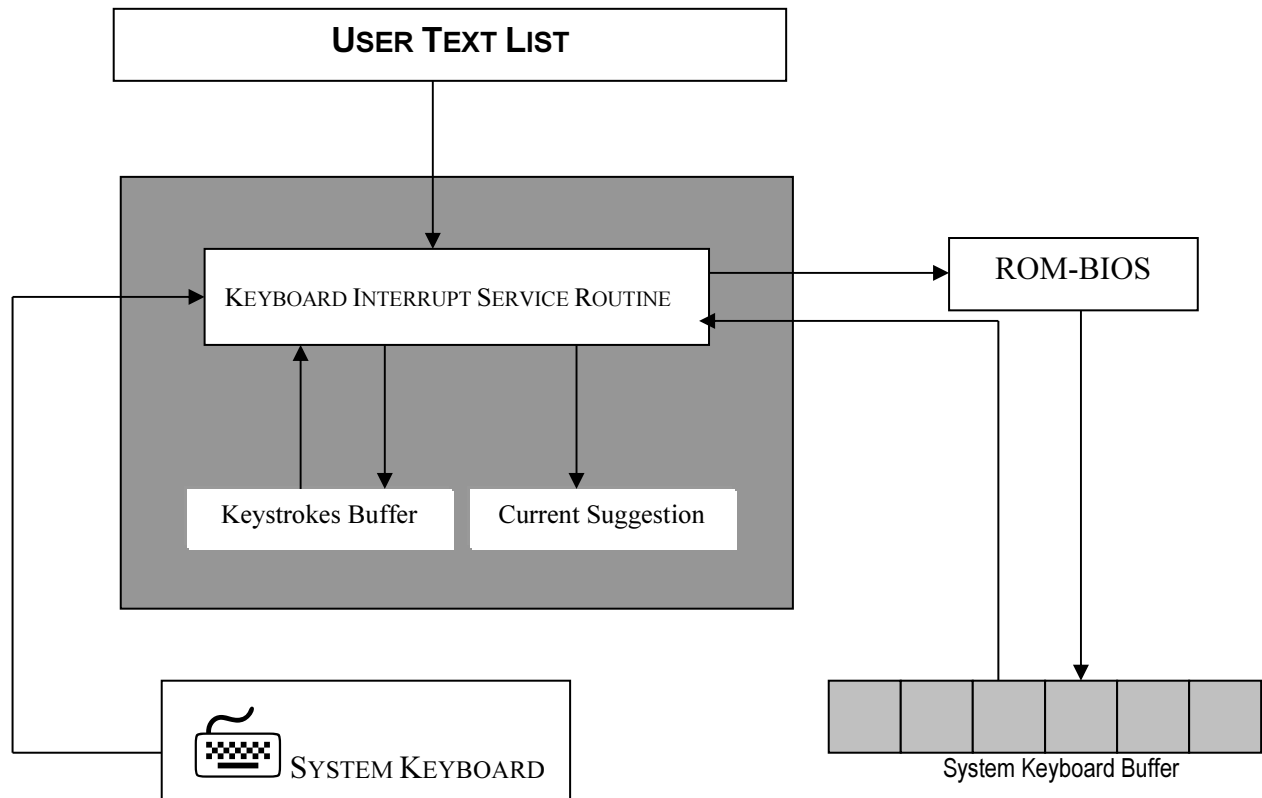 USER TEXT LIST
ROM-BIOS
KEYBOARD INTERRUPT SERVICE ROUTINE
Keystrokes Buffer
Current Suggestion
SYSTEM KEYBOARD
System Keyboard Buffer